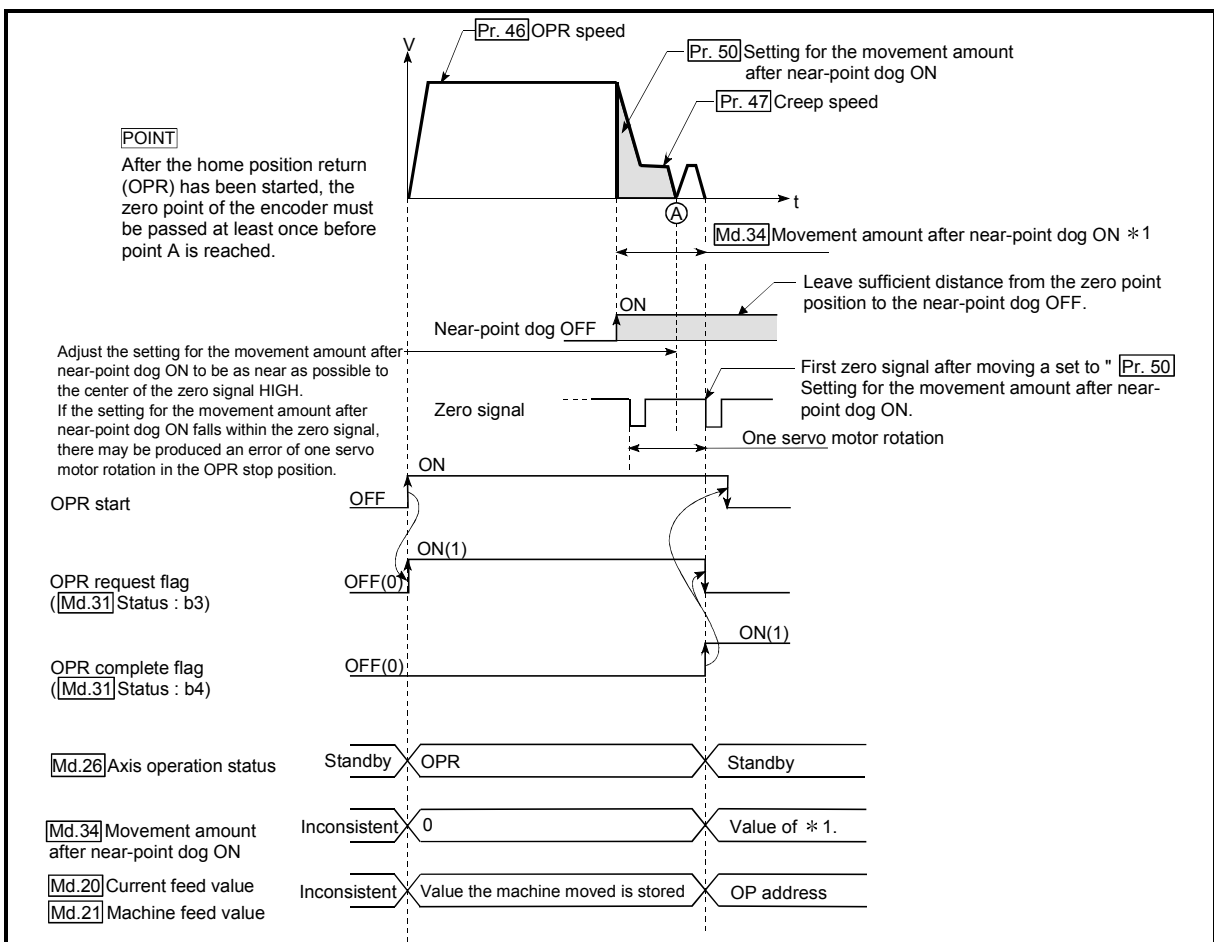 V
Pr. 46 OPR speed
Pr. 50 Setting for the movement amount
after near-point dog ON
Pr. 47 Creep speed
POINT
After the home position return
(OPR) has been started, the
zero point of the encoder must
be passed at least once before
point A is reached.
t
A
Md.34 Movement amount after near-point dog ON *1
Leave sufficient distance from the zero point
position to the near-point dog OFF.
ON
Near-point dog OFF
Adjust the setting for the movement amount after
near-point dog ON to be as near as possible to
the center of the zero signal HIGH.
If the setting for the movement amount after
near-point dog ON falls within the zero signal,
there may be produced an error of one servo
motor rotation in the OPR stop position.
First zero signal after moving a set to " Pr. 50
Setting for the movement amount after near-
point dog ON.
Zero signal
One servo motor rotation
ON
OPR start
OFF
ON(1)
OPR request flag
(Md.31 Status : b3)
OFF(0)
ON(1)
OPR complete flag
(Md.31 Status : b4)
OFF(0)
Md.26 Axis operation status
Standby
OPR
Standby
Md.34 Movement amount
after near-point dog ON
Inconsistent
0
Value of *1.
Md.20 Current feed value
Md.21 Machine feed value
Inconsistent
Value the machine moved is stored
OP address